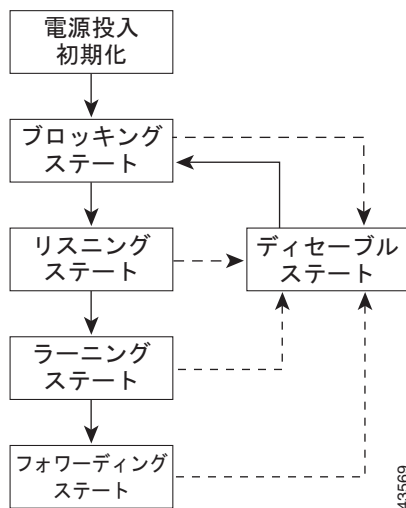 電源投入
初期化
ブロッキング
ステート
リスニング
ステート
ディセーブル
ステート
ラーニング
ステート
フォワーディング
ステート
43569